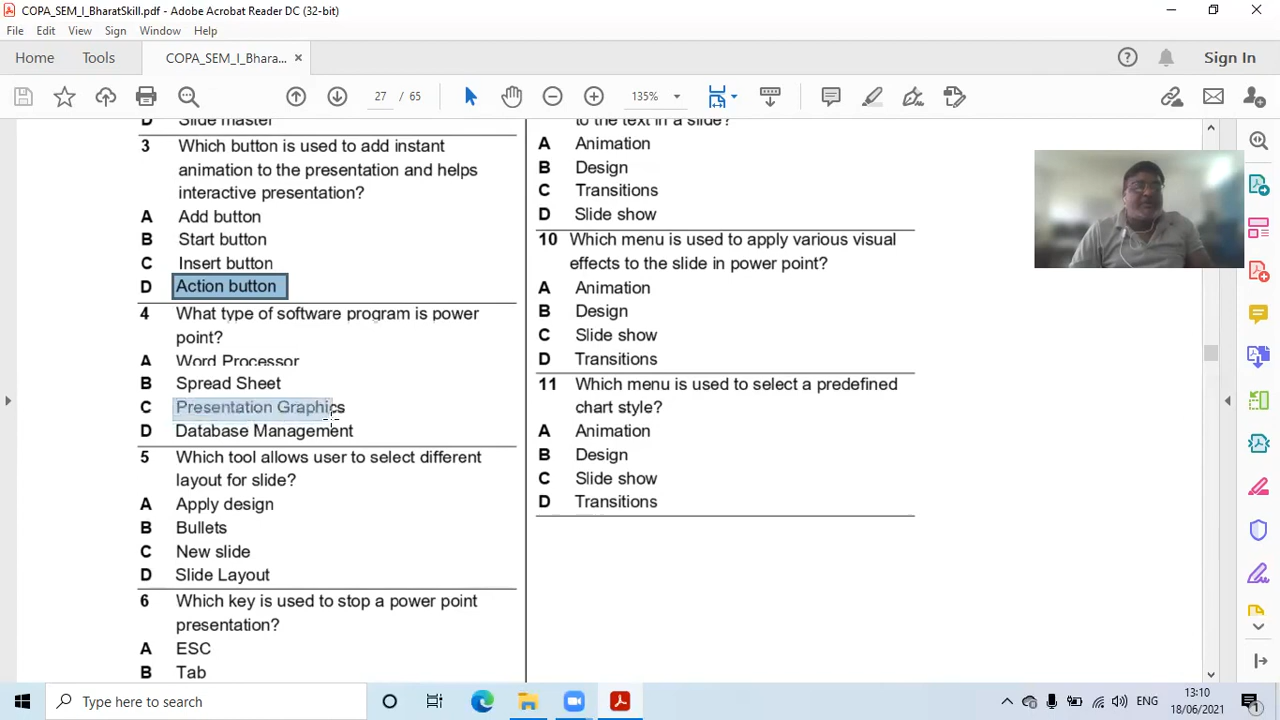 COPA_SEM_I_BharatSkill.pdf - Adobe Acrobat Reader DC (32-bit)
File Edit View Sign Window Help
Home Tools COPA_SEM_I_Bhara... × Sign In
27 / 65 135%
D Slide master
3 Which button is used to add instant
animation to the presentation and helps
interactive presentation?
A Add button
B Start button
C Insert button
D Action button
4 What type of software program is power
point?
A Word Processor
B Spread Sheet
C Presentation Graphics
D Database Management
5 Which tool allows user to select different
layout for slide?
A Apply design
B Bullets
C New slide
D Slide Layout
6 Which key is used to stop a power point
presentation?
A ESC
B Tab
to the text in a slide?
A Animation
B Design
C Transitions
D Slide show
10 Which menu is used to apply various visual
effects to the slide in power point?
A Animation
B Design
C Slide show
D Transitions
11 Which menu is used to select a predefined
chart style?
A Animation
B Design
C Slide show
D Transitions
Type here to search
ENG
13:10
18/06/2021
1